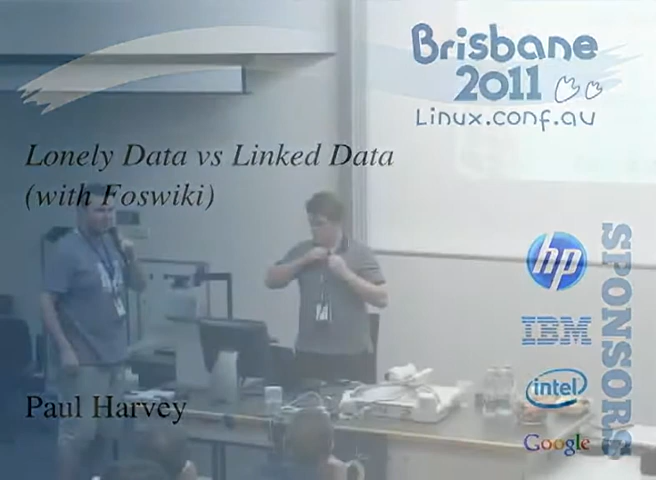 Brisbane
2011
Linux.conf.au
Lonely Data vs Linked Data
(with Foswiki)
hp
IBM
intel
Google
SPONSORS
Paul Harvey